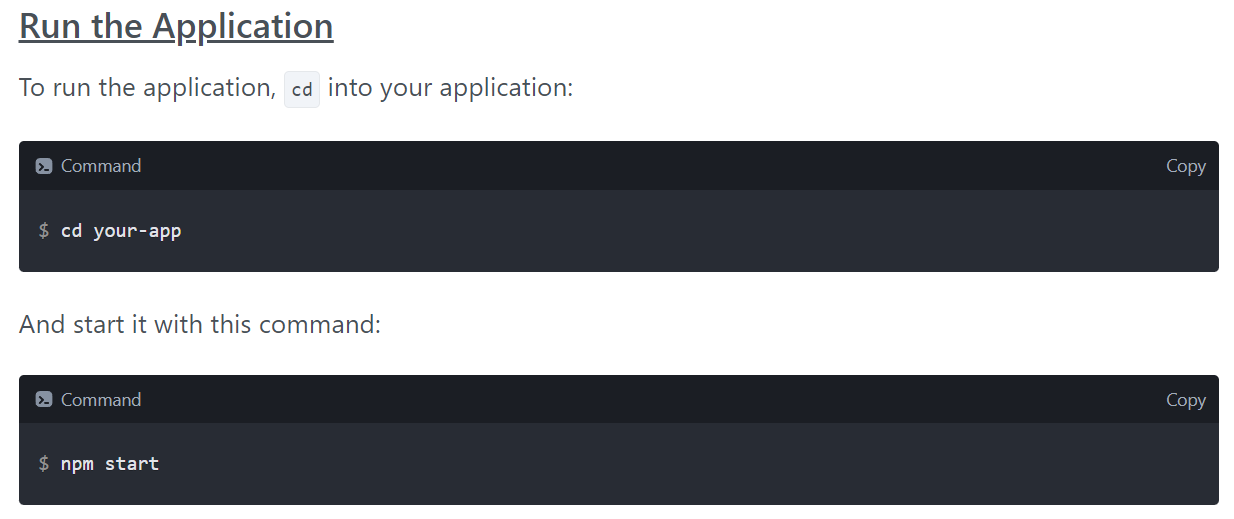 Run the Application
To run the application, cd into your application:
Command Copy
$ cd your-app
And start it with this command:
Command Copy
$ npm start